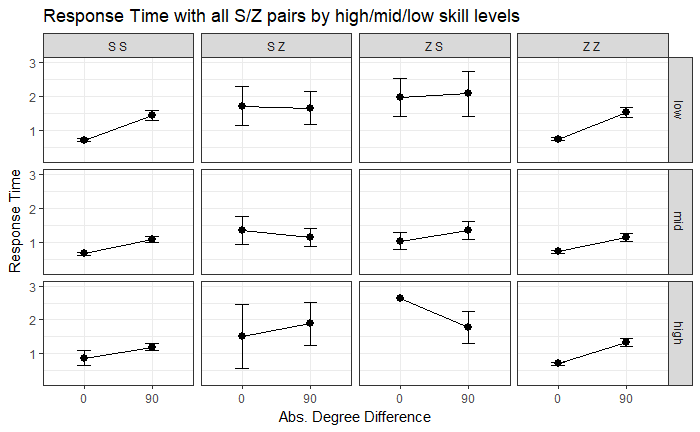 Response Time with all S/Z pairs by high/mid/low skill levels
S S
S Z
Z S
Z Z
3
2
1
low
3
2
1
mid
3
2
1
high
Response Time
0 90
0 90
0 90
0 90
Abs. Degree Difference